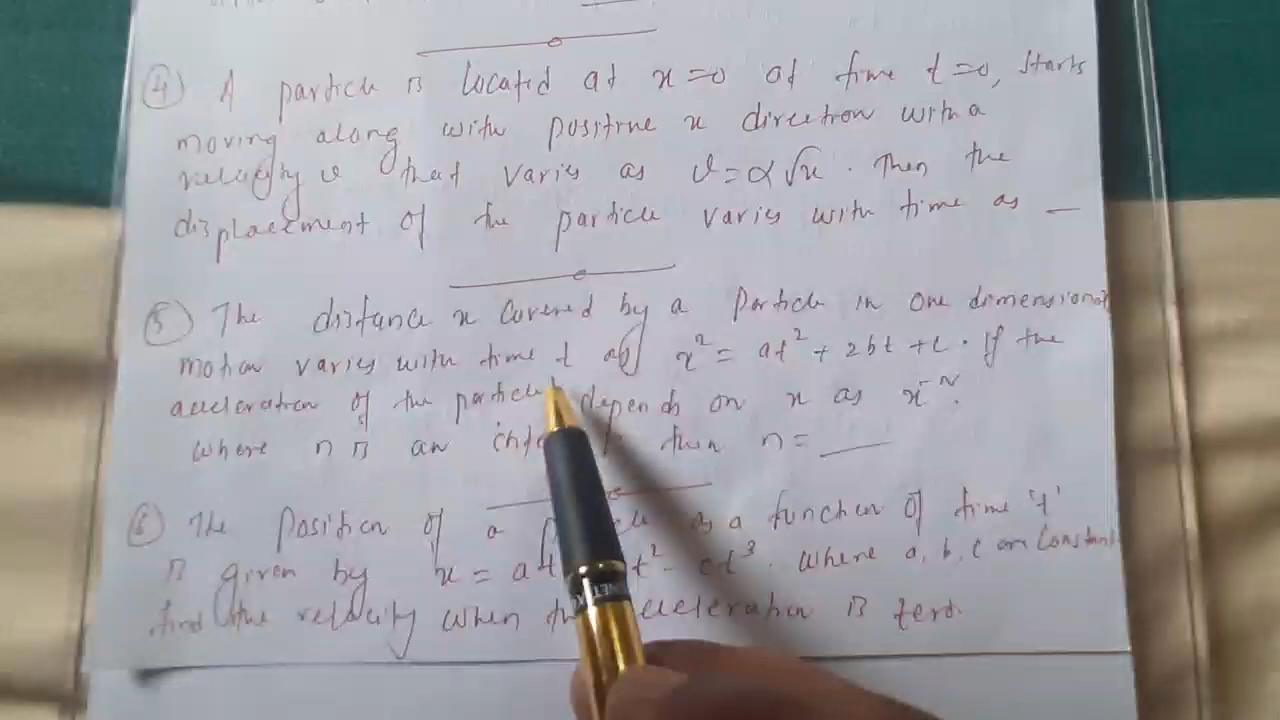 ④ A particle is located at x=0 at time t=0, starts
moving along with positive x direction with a
velocity v that varies as v=α√x. Then the
displacement of the particle varies with time as —
⑤ The distance x covered by a particle in one dimensional
motion varies with time t as x² = at² + 2bt + c. If the
acceleration of the particle depends on x as x⁻ⁿ.
where n is an then n= ___
⑥ The position of a as a function of time 't'
is given by x = at t² - ct³. where a, b, c are constant
find the velocity when the acceleration is zero.